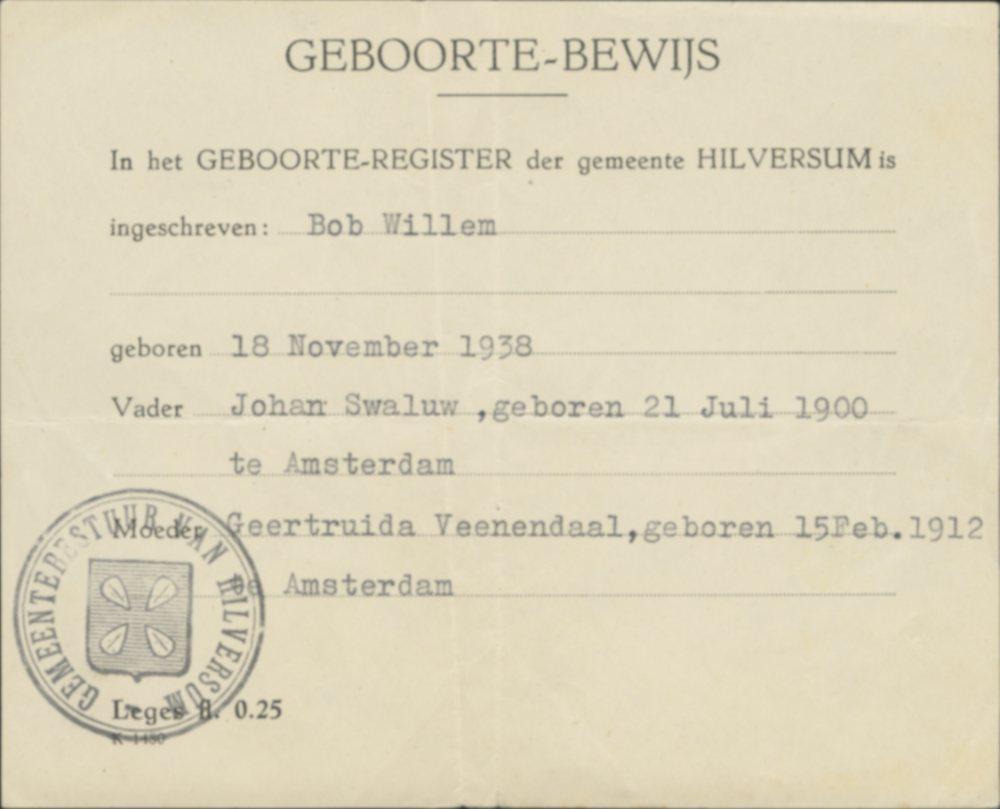 GEBOORTE-BEWIJS
In het GEBOORTE-REGISTER der gemeente HILVERSUM is
ingeschreven: Bob Willem
geboren 18 November 1938
Vader Johan Swaluw ,geboren 21 Juli 1900
te Amsterdam
Moeder Geertruida Veenendaal,geboren 15Feb.1912
te Amsterdam
GEMEENTEBESTUUR VAN HILVERSUM
Leges fl. 0.25
K 1480